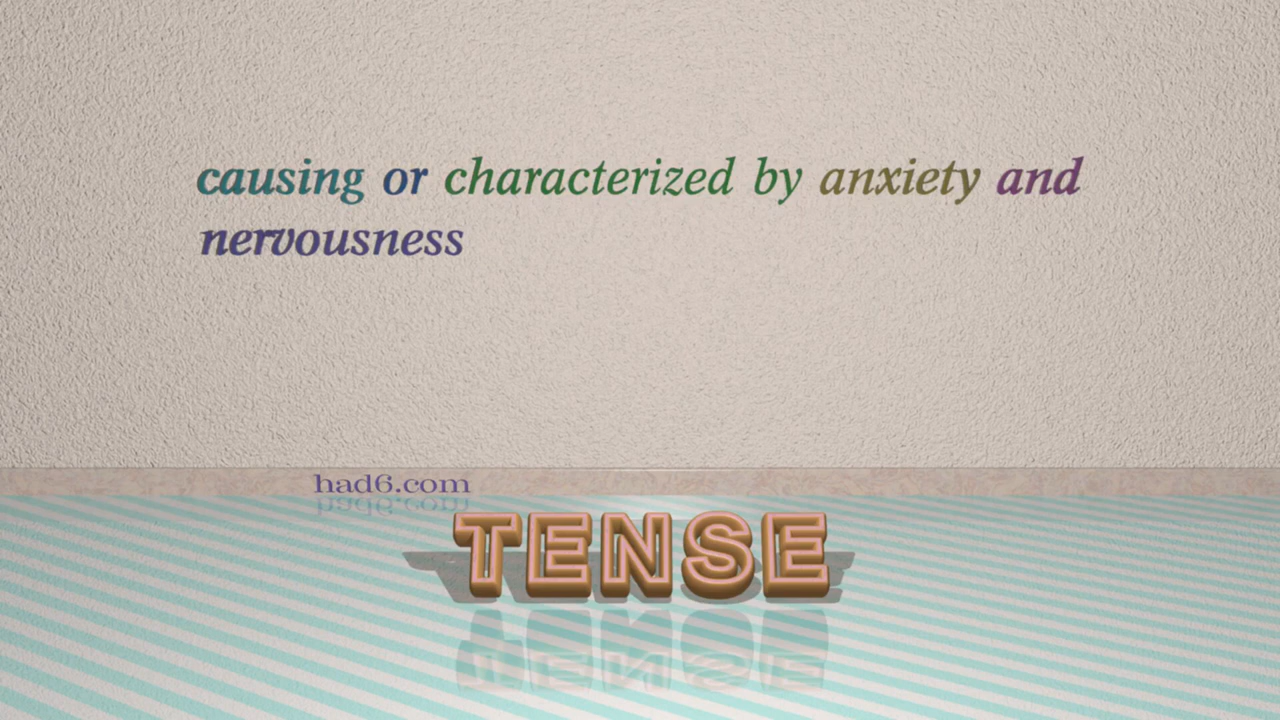 causing or characterized by anxiety and
nervousness
had6.com
TENSE